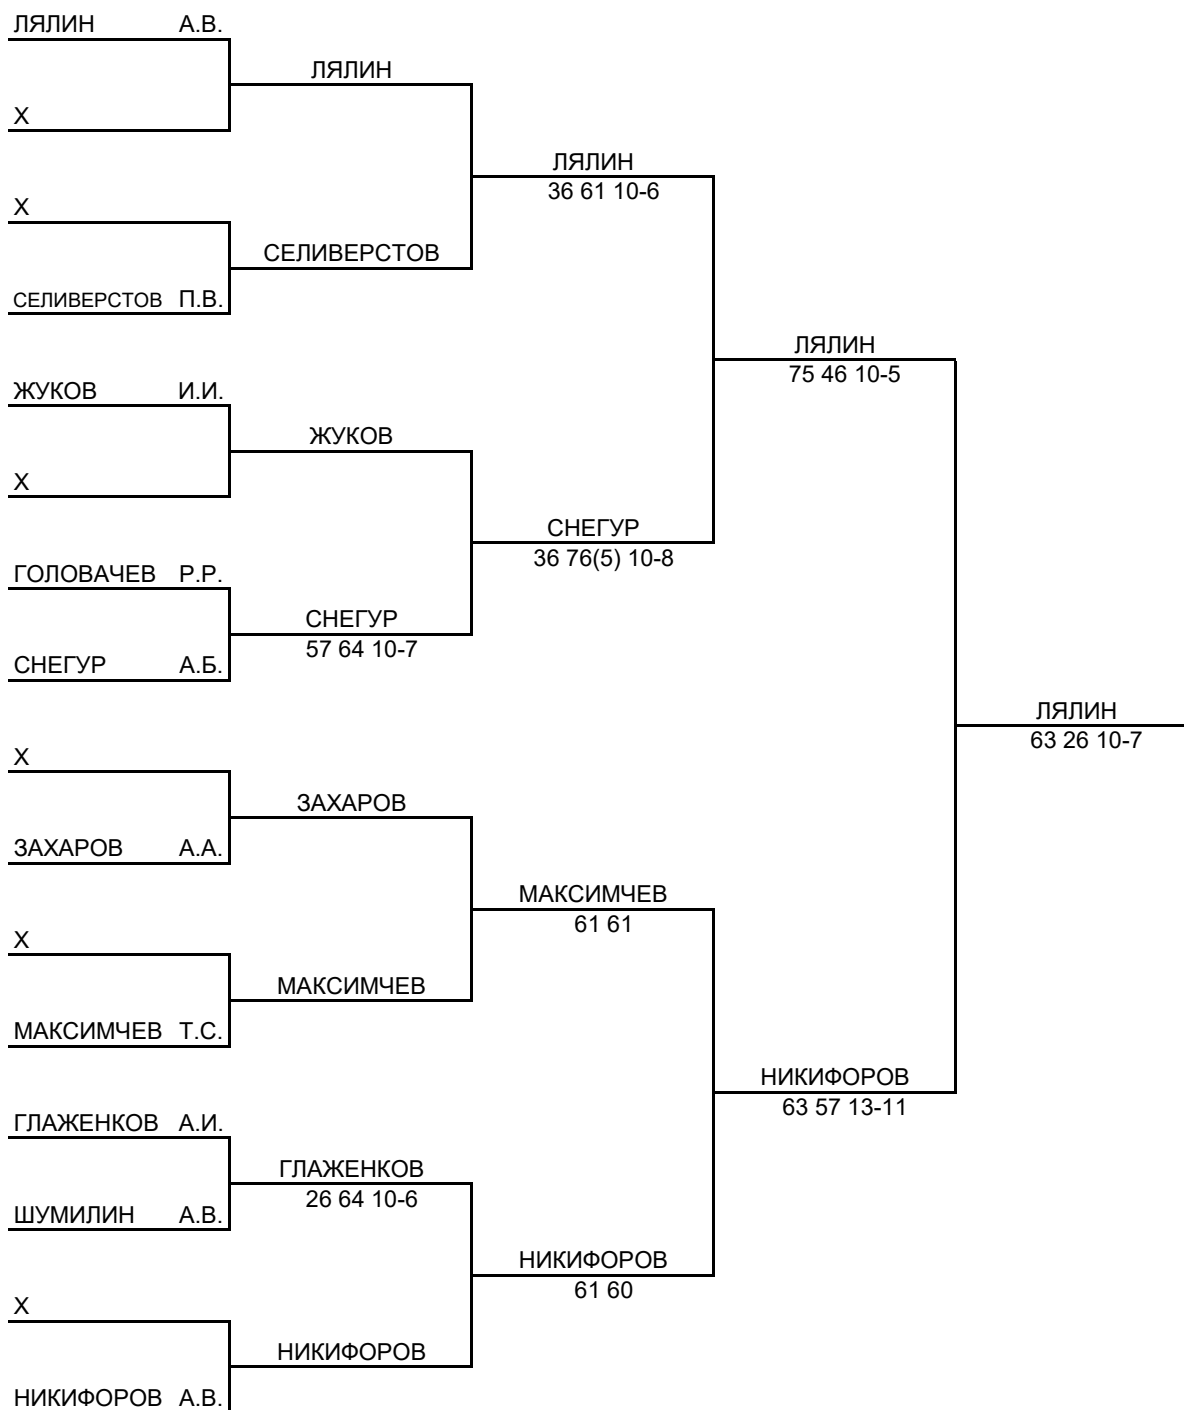 ЛЯЛИН А.В.
ЛЯЛИН
Х
ЛЯЛИН
36 61 10-6
Х
СЕЛИВЕРСТОВ
СЕЛИВЕРСТОВ П.В.
ЛЯЛИН
75 46 10-5
ЖУКОВ И.И.
ЖУКОВ
Х
СНЕГУР
36 76(5) 10-8
ГОЛОВАЧЕВ Р.Р.
СНЕГУР
57 64 10-7
СНЕГУР А.Б.
ЛЯЛИН
63 26 10-7
Х
ЗАХАРОВ
ЗАХАРОВ А.А.
МАКСИМЧЕВ
61 61
Х
МАКСИМЧЕВ
МАКСИМЧЕВ Т.С.
НИКИФОРОВ
63 57 13-11
ГЛАЖЕНКОВ А.И.
ГЛАЖЕНКОВ
26 64 10-6
ШУМИЛИН А.В.
НИКИФОРОВ
61 60
Х
НИКИФОРОВ
НИКИФОРОВ А.В.